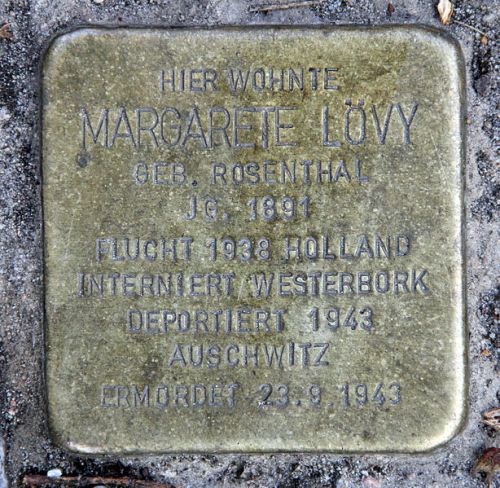 HIER WOHNTE
MARGARETE LÖVY
GEB. ROSENTHAL
JG. 1891
FLUCHT 1938 HOLLAND
INTERNIERT WESTERBORK
DEPORTIERT 1943
AUSCHWITZ
ERMORDET 23.9.1943